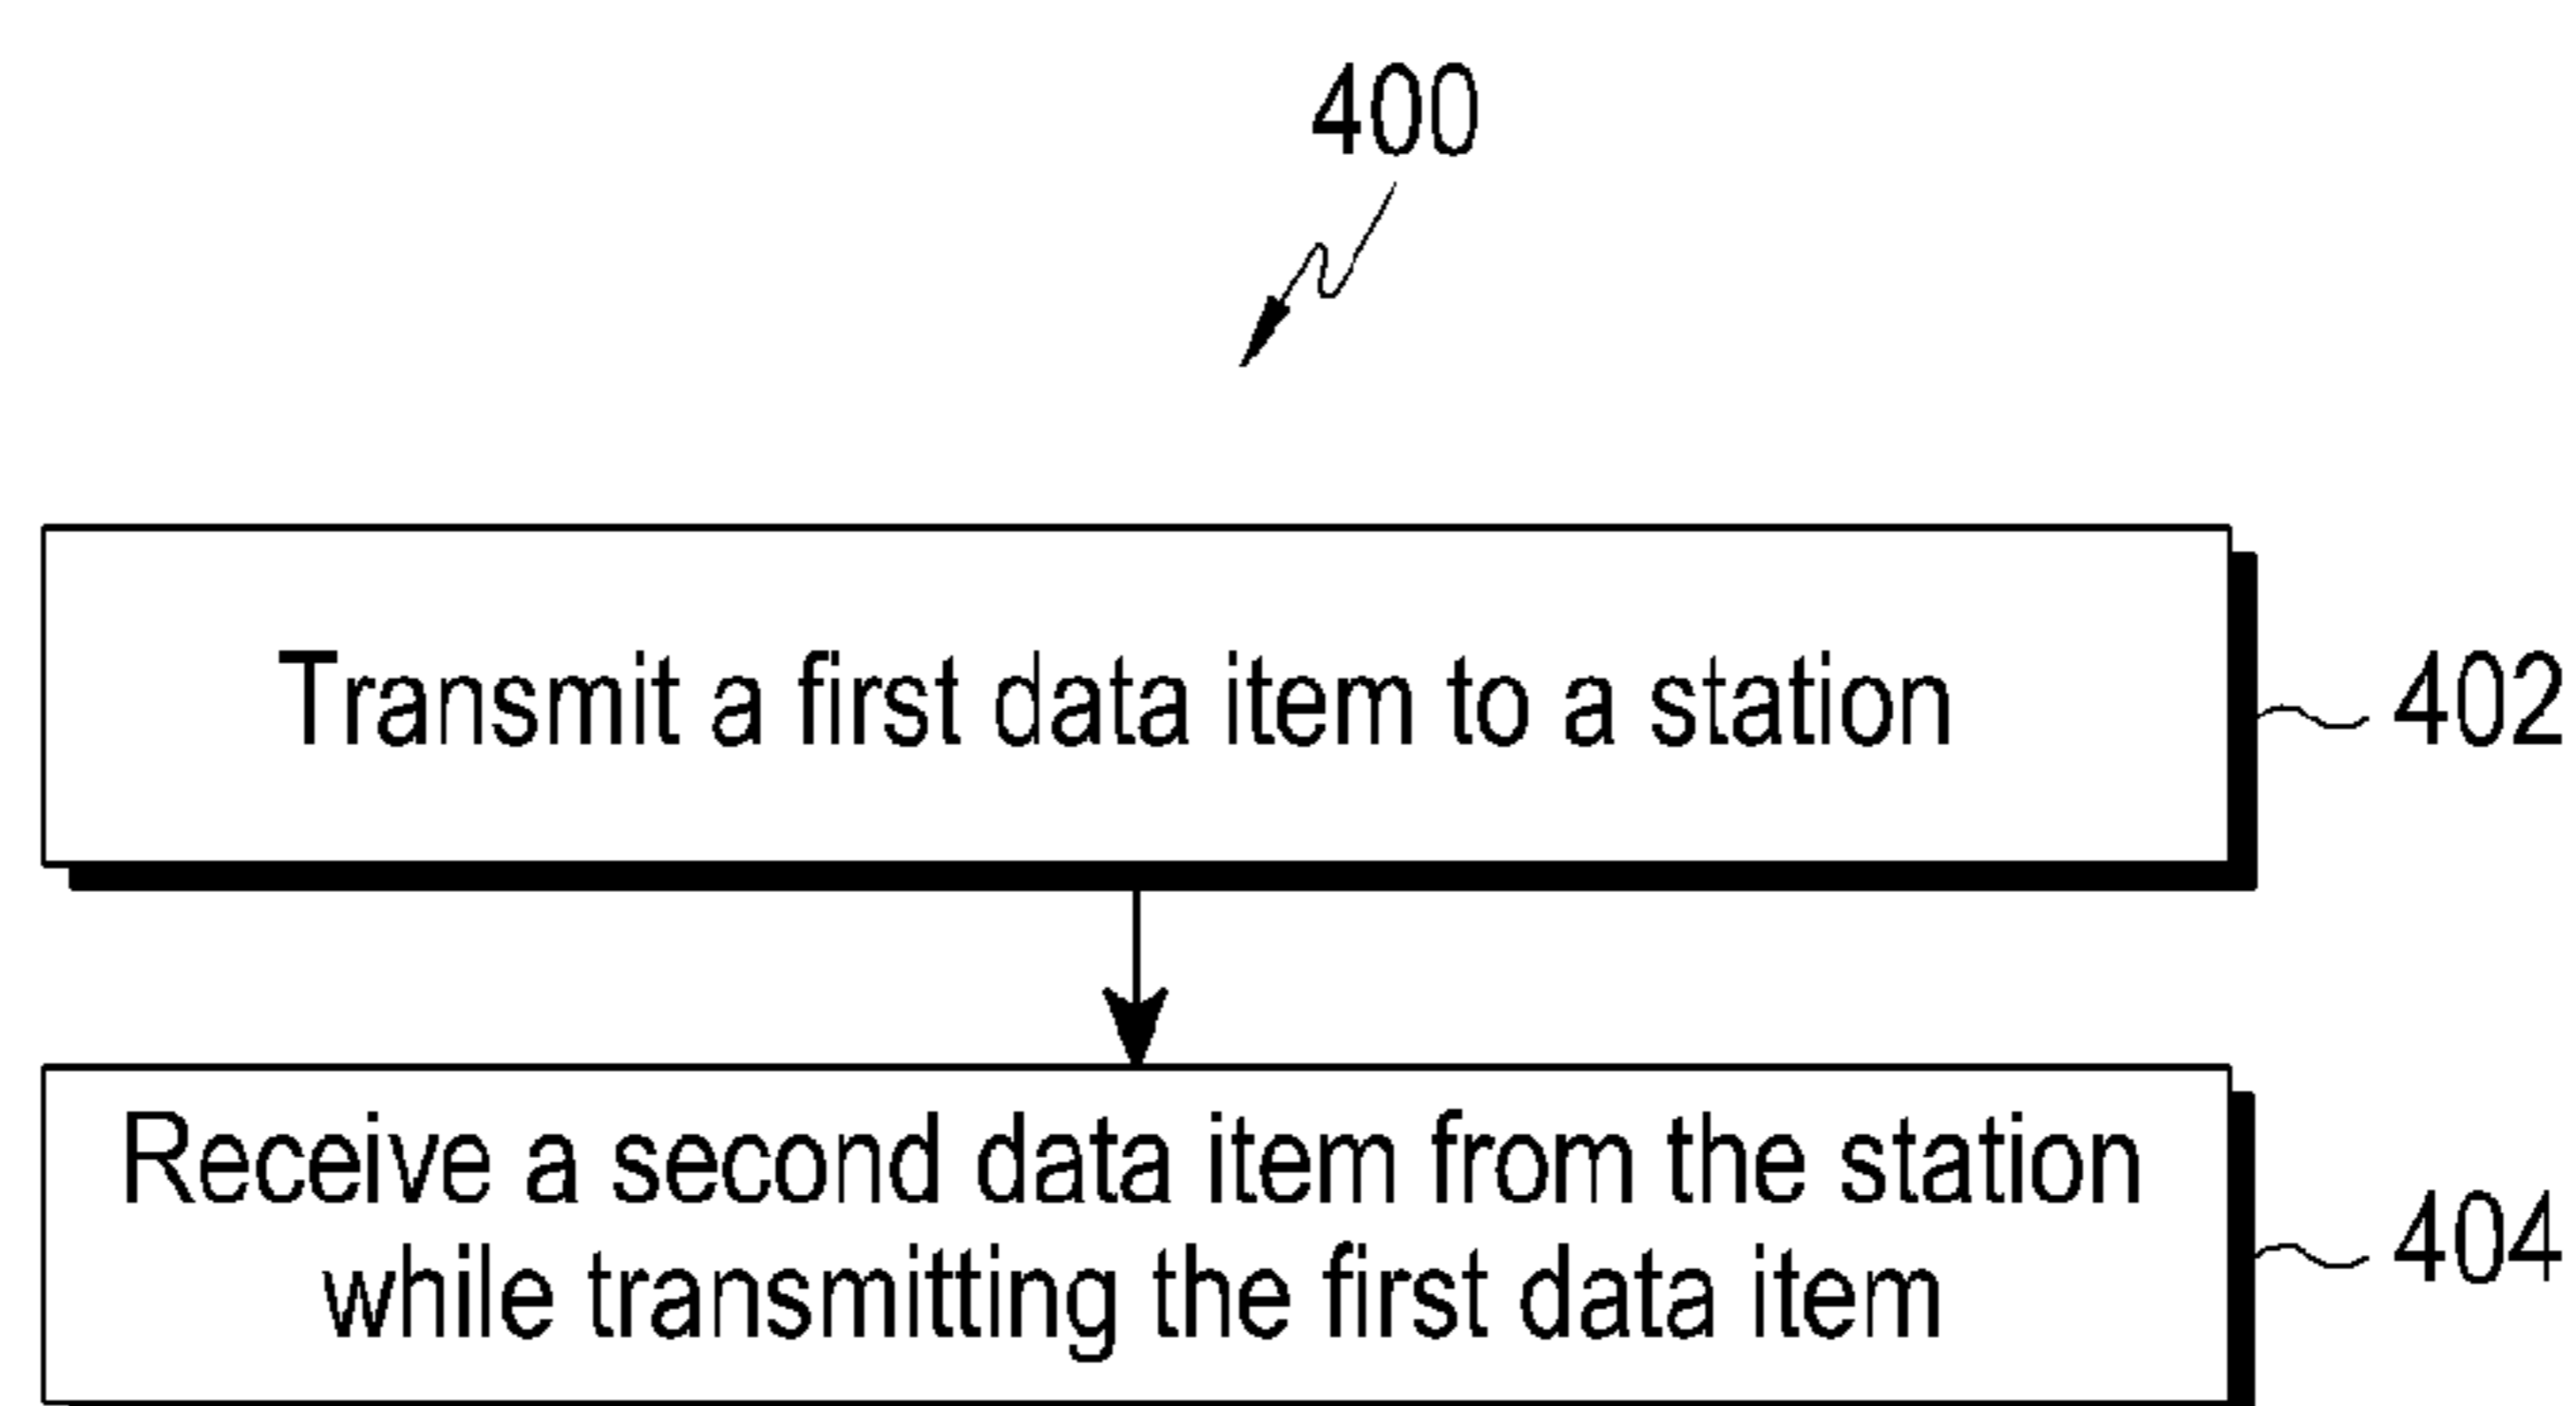 400
Transmit a first data item to a station
402
Receive a second data item from the station
while transmitting the first data item
404